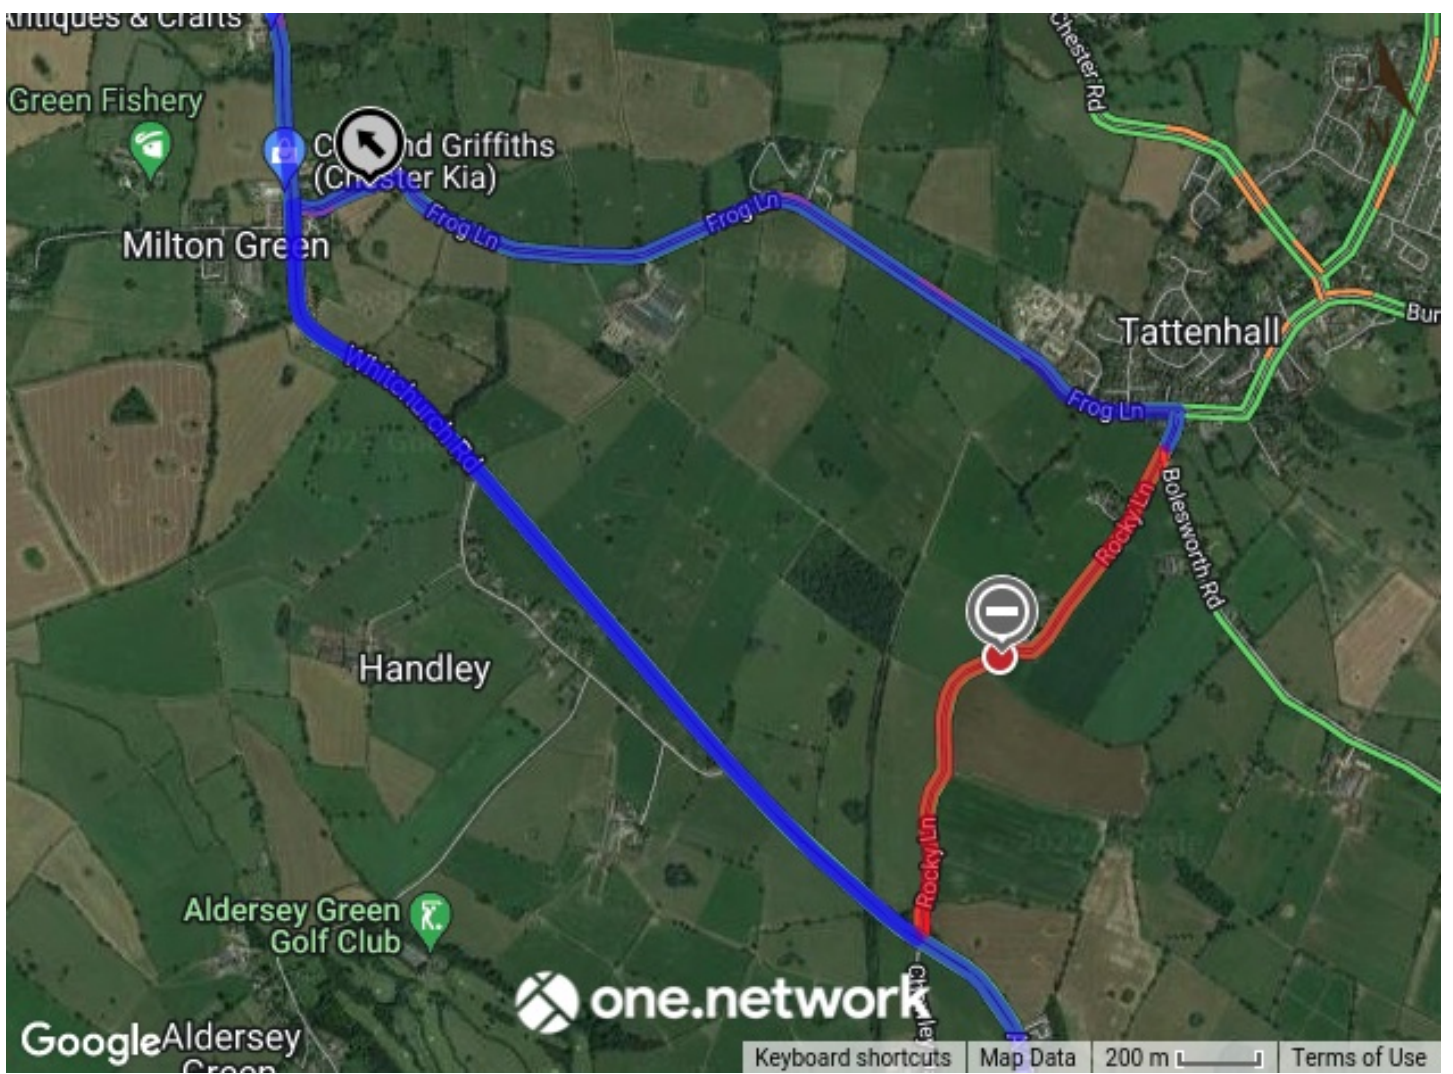 Antiques & Crafts
Green Fishery
Griffiths
(Chester Kia)
Milton Green
Frog Ln
Frog Ln
Chester Rd
Tattenhall
Frog Ln
Whitchurch Rd
Bolesworth Rd
Rocky Ln
Handley
Rocky Ln
Aldersey Green
Golf Club
one.network
Google
Aldersey
Green
Keyboard shortcuts
Map Data
200 m
Terms of Use